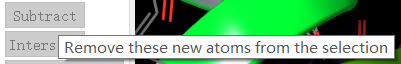 Subtract
Inters
Remove these new atoms from the selection